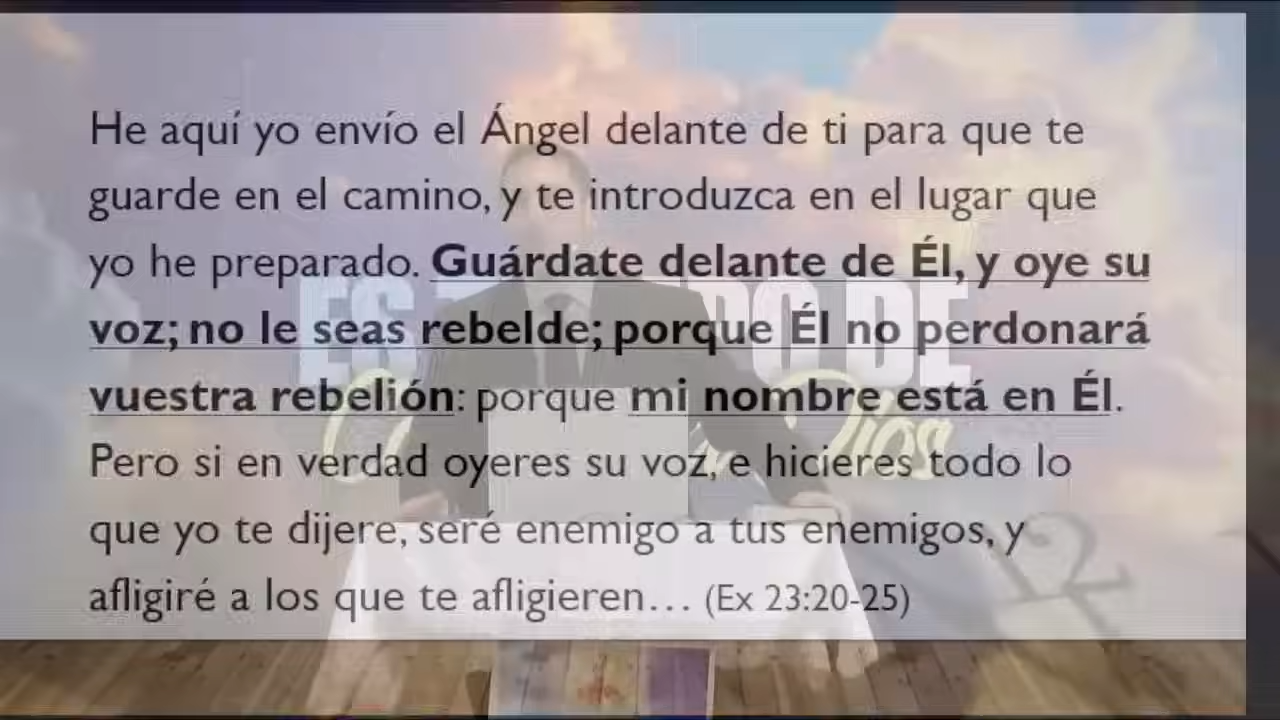 He aquí yo envío el Ángel delante de ti para que te
guarde en el camino, y te introduzca en el lugar que
yo he preparado. Guárdate delante de Él, y oye su
voz; no le seas rebelde; porque Él no perdonará
vuestra rebelión: porque mi nombre está en Él.
Pero si en verdad oyeres su voz, e hicieres todo lo
que yo te dijere, seré enemigo a tus enemigos, y
afligiré a los que te afligieren… (Ex 23:20-25)
DO DE
Dios